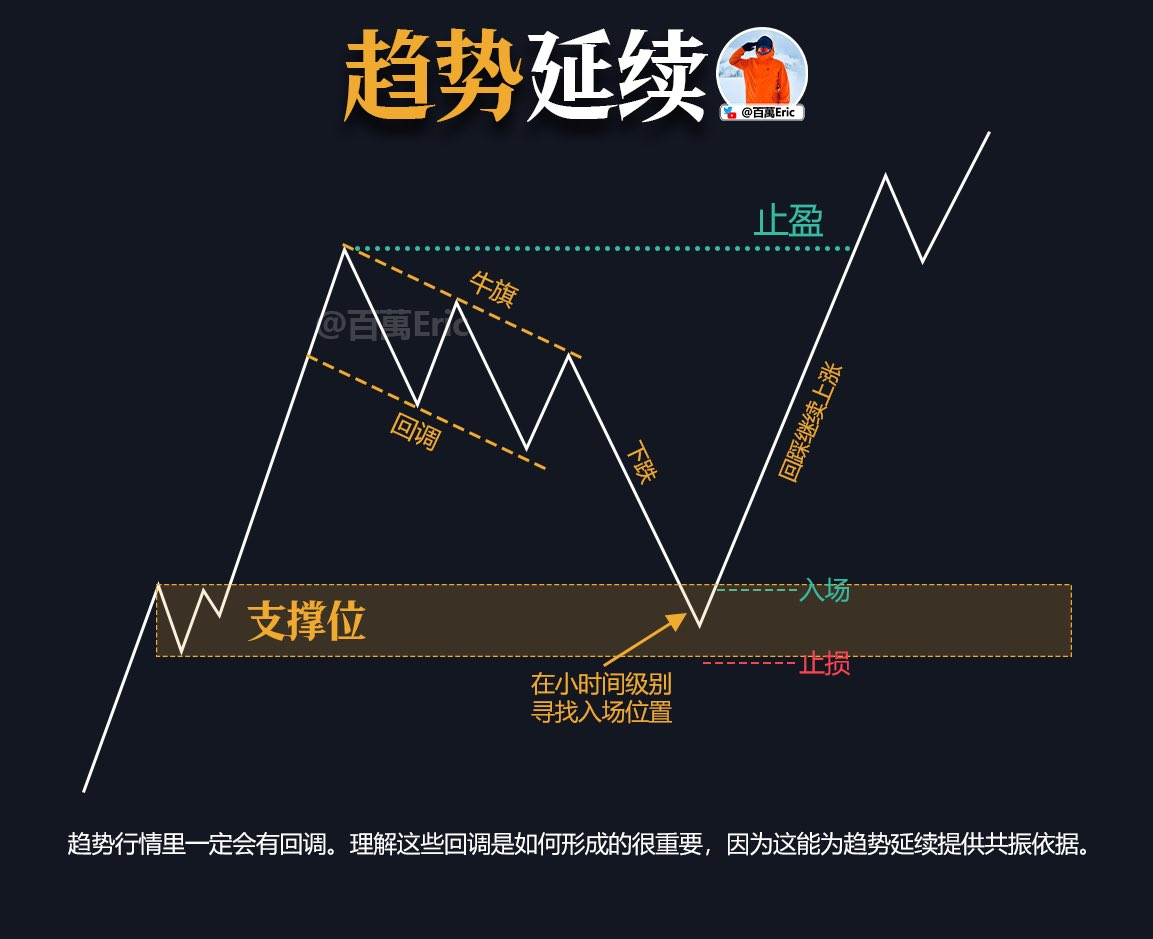 趋势延续
@百萬Eric
止盈
牛旗
@百萬Eric
回调
下跌
回踩继续上涨
入场
支撑位
止损
在小时间级别
寻找入场位置
趋势行情里一定会有回调。理解这些回调是如何形成的很重要，因为这能为趋势延续提供共振依据。